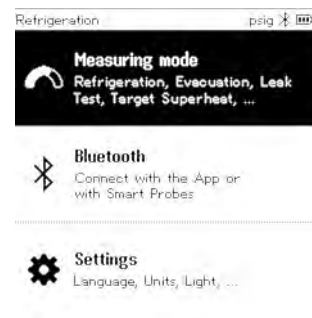 Refrigeration psig
Measuring mode
Refrigeration, Evacuation, Leak
Test, Target Superheat, ...
Bluetooth
Connect with the App or
with Smart Probes
Settings
Language, Units, Light, ...